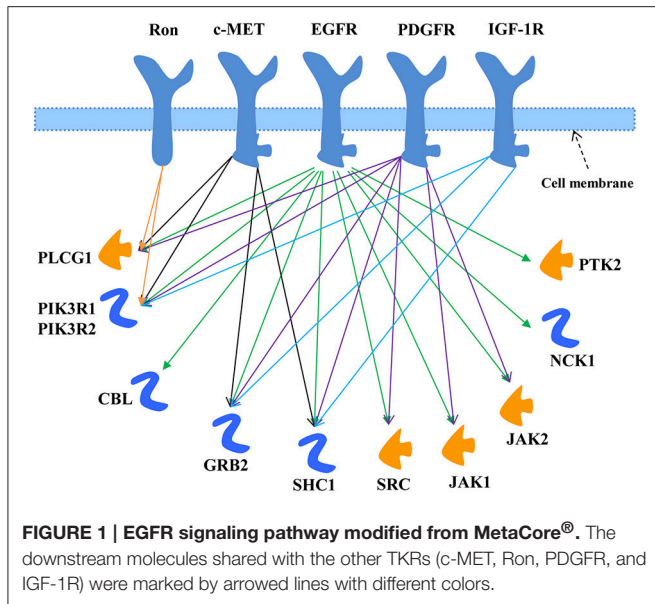 Ron c-MET EGFR PDGFR IGF-1R
Cell membrane
PLCG1
PTK2
PIK3R1
PIK3R2
NCK1
CBL
JAK2
GRB2
SHC1
SRC
JAK1
FIGURE 1 | EGFR signaling pathway modified from MetaCore®. The
downstream molecules shared with the other TKRs (c-MET, Ron, PDGFR, and
IGF-1R) were marked by arrowed lines with different colors.